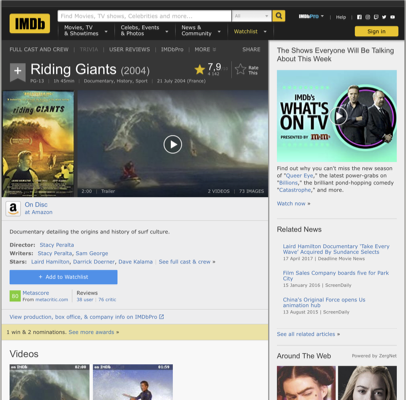 IMDb
Find Movies, TV shows, Celebrities and more...
All
IMDbPro
Help
Movies, TV
& Showtimes
Celebs, Events
& Photos
News &
Community
Watchlist
Sign in
FULL CAST AND CREW | TRIVIA | USER REVIEWS | IMDbPro | MORE
SHARE
Riding Giants (2004)
7,9
Rate
This
PG-13 | 1h 45min | Documentary, History, Sport | 21 July 2004 (France)
riding GIANTS
2:00 | Trailer
2 VIDEOS | 73 IMAGES
On Disc
at Amazon
Documentary detailing the origins and history of surf culture.
Director: Stacy Peralta
Writers: Stacy Peralta, Sam George
Stars: Laird Hamilton, Darrick Doerner, Dave Kalama | See full cast & crew »
+ Add to Watchlist
80
Metascore
From metacritic.com
Reviews
38 user | 76 critic
View production, box office, & company info on IMDbPro
1 win & 2 nominations. See more awards »
Videos
The Shows Everyone Will Be Talking
About This Week
IMDb's
WHAT'S
ON TV
PRESENTED BY
Find out why you can't miss the new season
of "Queer Eye," the latest power-grabs on
"Billions," the brilliant pond-hopping comedy
"Catastrophe," and more.
Watch now »
Related News
Laird Hamilton Documentary 'Take Every
Wave' Acquired By Sundance Selects
17 April 2017 | Deadline Movie News
Film Sales Company boards five for Park
City
15 January 2016 | ScreenDaily
China's Original Force opens Us
animation hub
13 August 2015 | ScreenDaily
See all related articles »
Around The Web
Powered by ZergNet